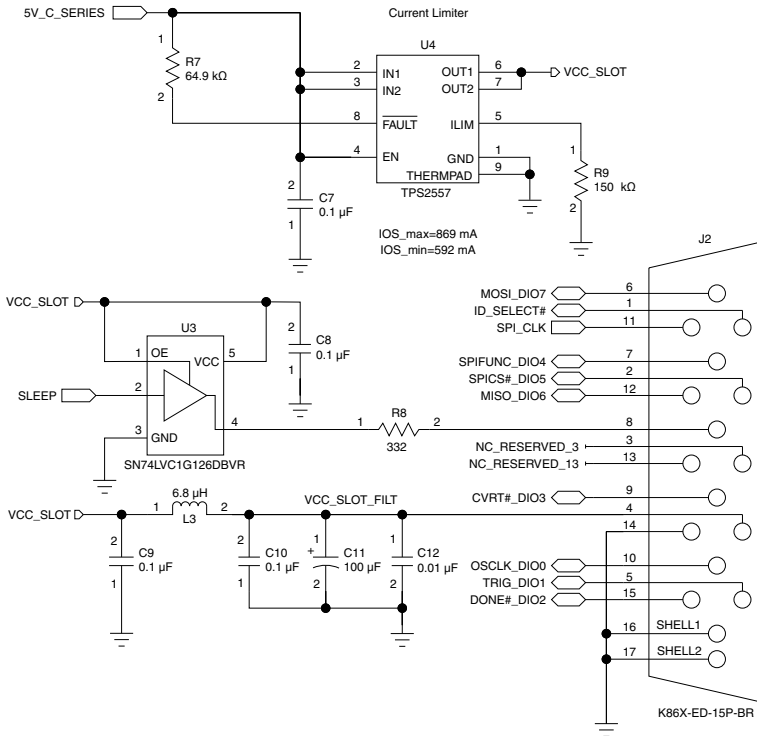 5V_C_SERIES
Current Limiter
1
R7
64.9 kΩ
2
U4
2 IN1 OUT1 6 VCC_SLOT
3 IN2 OUT2 7
8 FAULT ILIM 5
4 EN GND 1
THERMPAD 9
TPS2557
1
R9
150 kΩ
2
2
C7
0.1 µF
1
IOS_max=869 mA
IOS_min=592 mA
J2
VCC_SLOT
U3
1 OE
VCC 5
2
SLEEP
4
3 GND
SN74LVC1G126DBVR
2
C8
0.1 µF
1
1 R8 2
332
MOSI_DIO7 6
ID_SELECT# 1
SPI_CLK 11
SPIFUNC_DIO4 7
SPICS#_DIO5 2
MISO_DIO6 12
8
NC_RESERVED_3 3
NC_RESERVED_13 13
CVRT#_DIO3 9
4
14
OSCLK_DIO0 10
TRIG_DIO1 5
DONE#_DIO2 15
16 SHELL1
17 SHELL2
K86X-ED-15P-BR
VCC_SLOT
6.8 µH
1 2
L3
VCC_SLOT_FILT
2
C9
0.1 µF
1
2
C10
0.1 µF
1
1
+
C11
100 µF
2
1
C12
0.01 µF
2